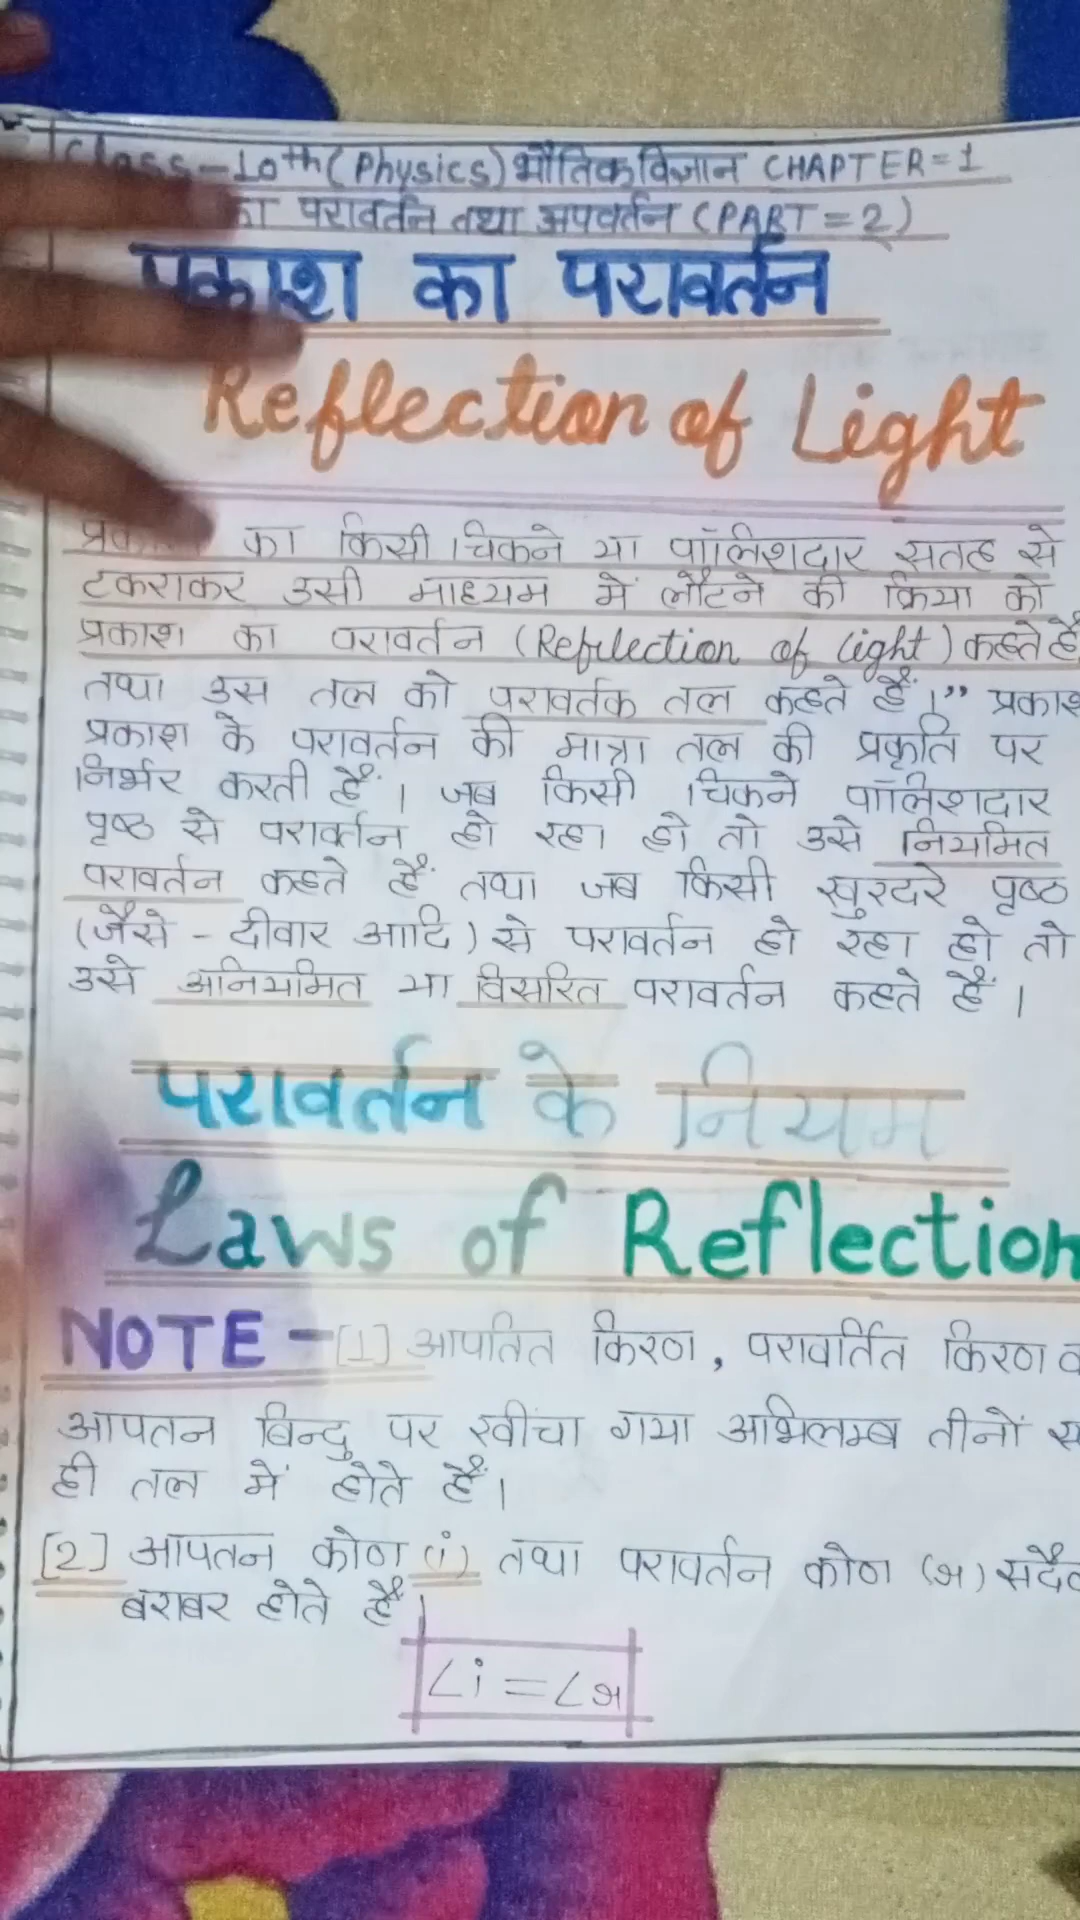 Class-10th (Physics) भौतिक विज्ञान CHAPTER=1
का परावर्तन तथा अपवर्तन (PART=2)
प्रकाश का परावर्तन
Reflection of Light
प्रकाश का किसी चिकने या पॉलिशदार सतह से
टकराकर उसी माध्यम में लौटने की क्रिया को
प्रकाश का परावर्तन (Refilection of light) कहते हैं
तथा उस तल को परावर्तक तल कहते हैं।” प्रकाश
प्रकाश के परावर्तन की मात्रा तल की प्रकृति पर
निर्भर करती हैं। जब किसी चिकने पॉलिशदार
पृष्ठ से परावर्तन हो रहा हो तो उसे नियमित
परावर्तन कहते हैं तथा जब किसी खुरदरे पृष्ठ
(जैसे - दीवार आदि) से परावर्तन हो रहा हो तो
उसे अनियमित या विसरित परावर्तन कहते हैं।
परावर्तन के नियम
Laws of Reflection
NOTE - [1] आपतित किरण, परावर्तित किरण
आपतन बिन्दु पर खींचा गया अभिलम्ब तीनों
ही तल में होते हैं।
[2] आपतन कोण (i) तथा परावर्तन कोण (r) सदैव
बराबर होते हैं।
∠i = ∠r